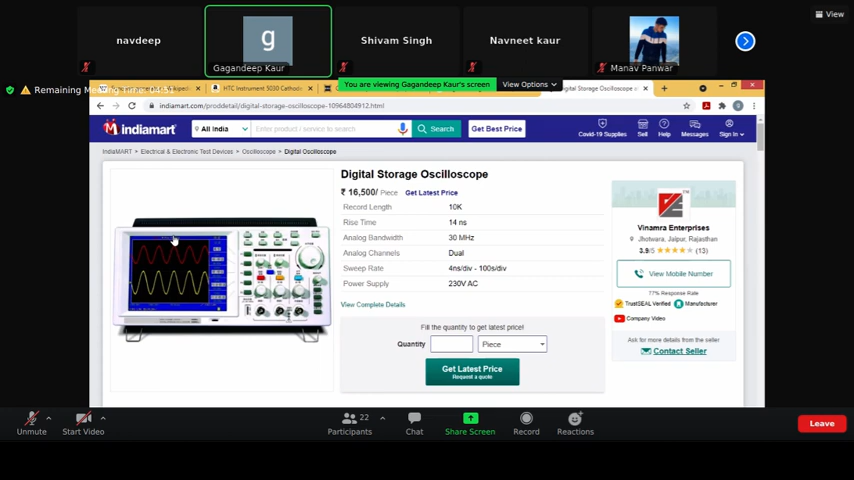 View
navdeep
Shivam Singh
Navneet kaur
g
Gagandeep Kaur
Manav Panwar
Remaining Meeting Time:
You are viewing Gagandeep Kaur's screen
View Options
HTC Instrument 5030 Cathode
Digital Storage Oscilloscope
indiamart.com/proddetail/digital-storage-oscilloscope-10964804912.html
indiamart
All India
Enter product / service to search
Search
Get Best Price
Covid-19 Supplies
Sell
Help
Messages
Sign In
IndiaMART > Electrical & Electronic Test Devices > Oscilloscope > Digital Oscilloscope
Digital Storage Oscilloscope
₹ 16,500/ Piece Get Latest Price
Record Length 10K
Rise Time 14 ns
Analog Bandwidth 30 MHz
Analog Channels Dual
Sweep Rate 4ns/div - 100s/div
Power Supply 230V AC
View Complete Details
Fill the quantity to get latest price!
Quantity
Piece
Get Latest Price
Request a quote
Vinamra Enterprises
Jhotwara, Jaipur, Rajasthan
3.9/5 ★★★★ (13)
View Mobile Number
77% Response Rate
TrustSEAL Verified Manufacturer
Company Video
Ask for more details from the seller
Contact Seller
Unmute
Start Video
22
Participants
Chat
Share Screen
Record
Reactions
Leave